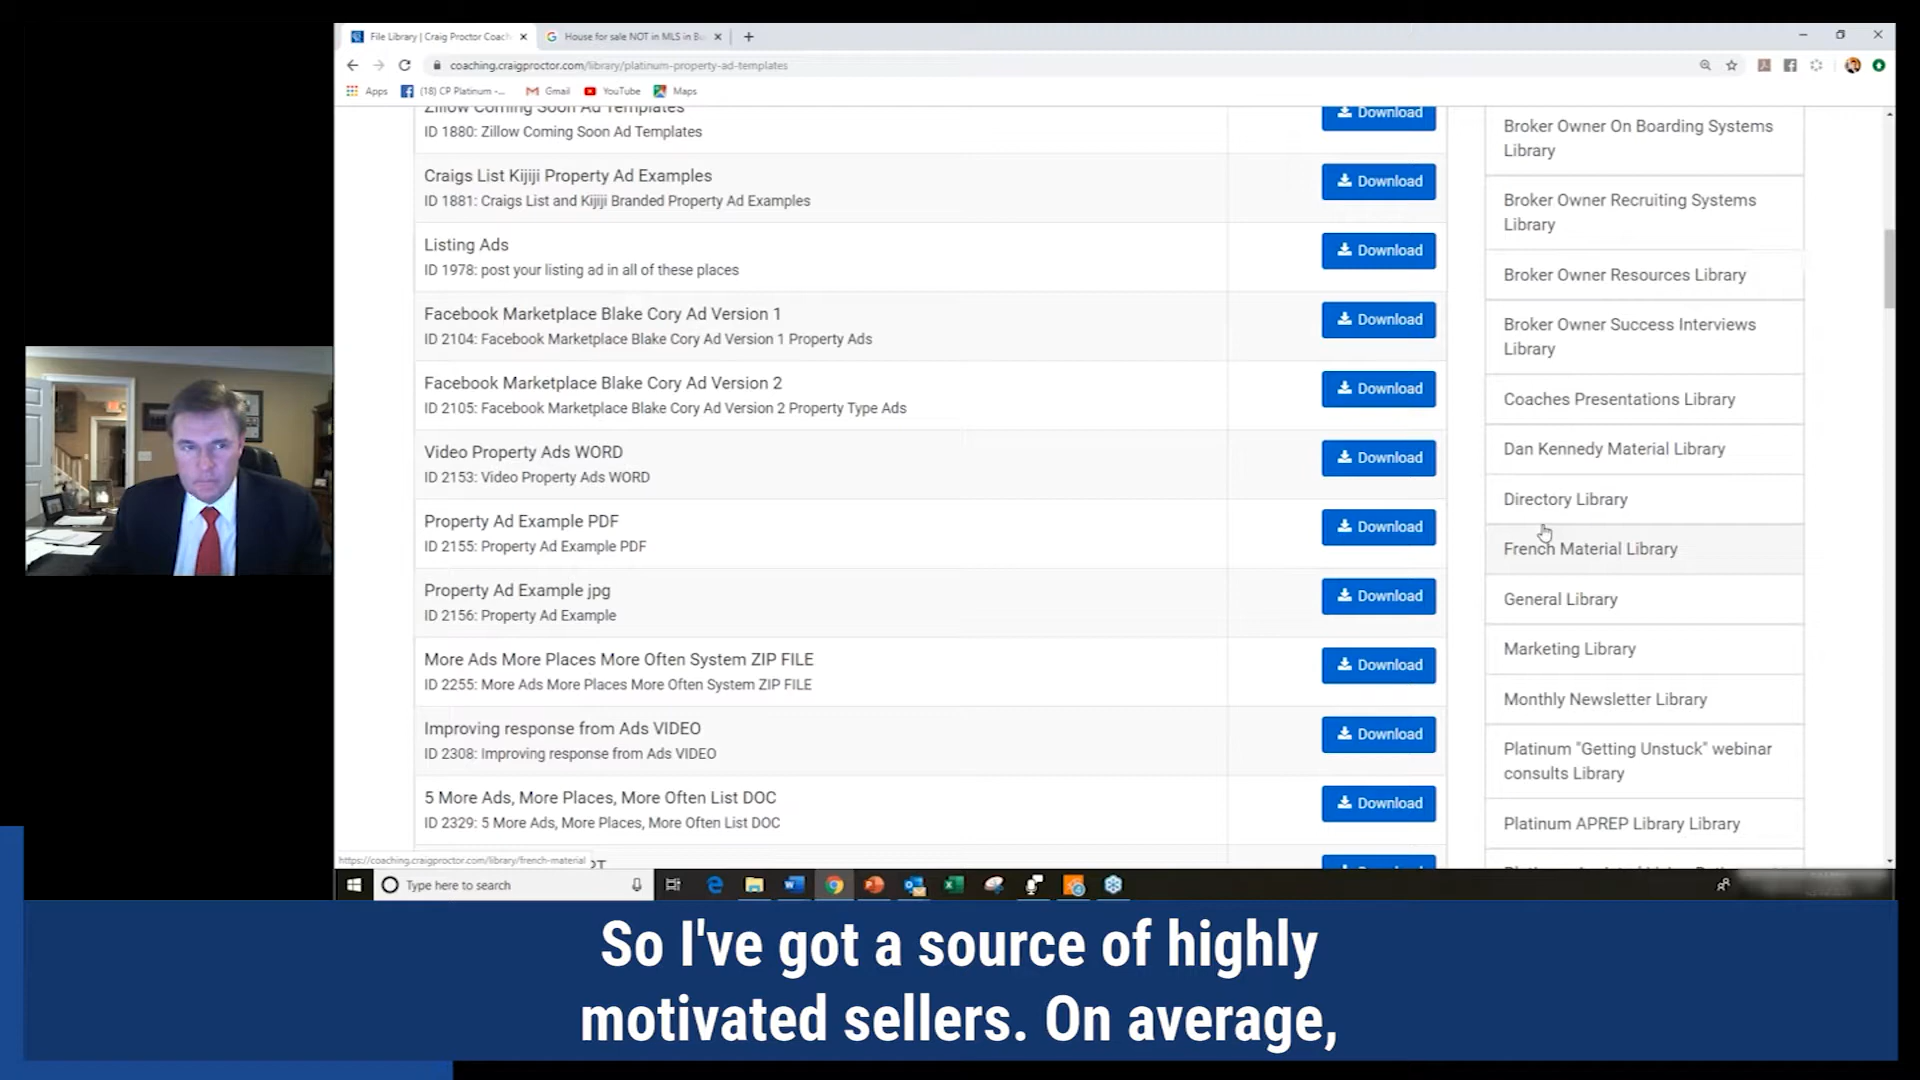 File Library | Craig Proctor Coach
House for sale NOT in MLS in Bu
coaching.craigproctor.com/library/platinum-property-ad-templates
Apps
(18) CP Platinum -...
Gmail
YouTube
Maps
Zillow Coming Soon Ad Templates
ID 1880: Zillow Coming Soon Ad Templates
Download
Craigs List Kijiji Property Ad Examples
ID 1881: Craigs List and Kijiji Branded Property Ad Examples
Download
Listing Ads
ID 1978: post your listing ad in all of these places
Download
Facebook Marketplace Blake Cory Ad Version 1
ID 2104: Facebook Marketplace Blake Cory Ad Version 1 Property Ads
Download
Facebook Marketplace Blake Cory Ad Version 2
ID 2105: Facebook Marketplace Blake Cory Ad Version 2 Property Type Ads
Download
Video Property Ads WORD
ID 2153: Video Property Ads WORD
Download
Property Ad Example PDF
ID 2155: Property Ad Example PDF
Download
Property Ad Example jpg
ID 2156: Property Ad Example
Download
More Ads More Places More Often System ZIP FILE
ID 2255: More Ads More Places More Often System ZIP FILE
Download
Improving response from Ads VIDEO
ID 2308: Improving response from Ads VIDEO
Download
5 More Ads, More Places, More Often List DOC
ID 2329: 5 More Ads, More Places, More Often List DOC
Download
Broker Owner On Boarding Systems
Library
Broker Owner Recruiting Systems
Library
Broker Owner Resources Library
Broker Owner Success Interviews
Library
Coaches Presentations Library
Dan Kennedy Material Library
Directory Library
French Material Library
General Library
Marketing Library
Monthly Newsletter Library
Platinum "Getting Unstuck" webinar
consults Library
Platinum APREP Library Library
https://coaching.craigproctor.com/library/french-material
Type here to search
So I've got a source of highly
motivated sellers. On average,